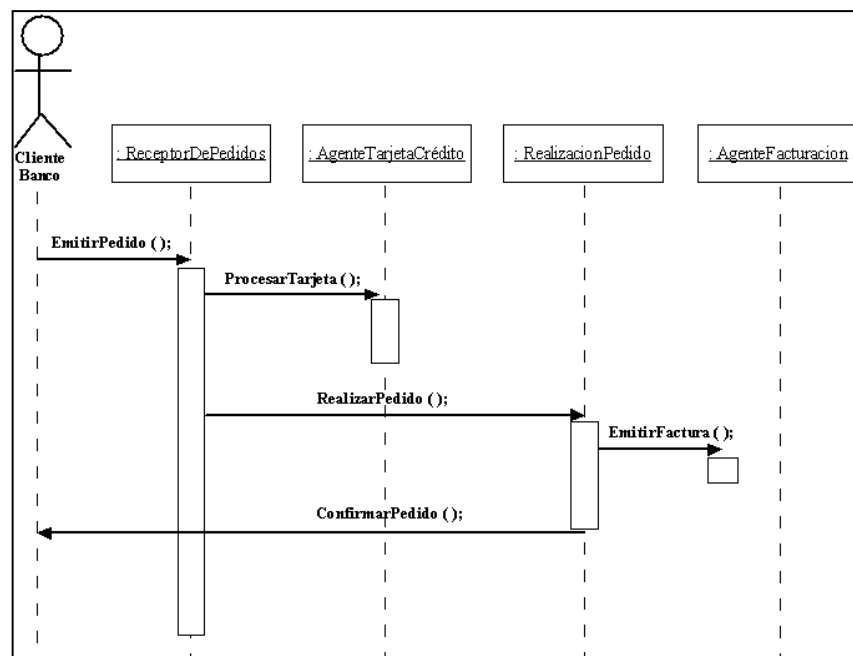 Cliente
Banco
: ReceptorDePedidos
: AgenteTarjetaCrédito
: RealizacionPedido
: AgenteFacturacion
EmitirPedido ( );
ProcesarTarjeta ( );
RealizarPedido ( );
EmitirFactura ( );
ConfirmarPedido ( );